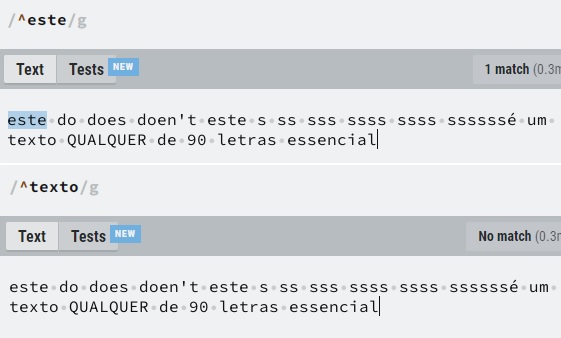 /^este/g
Text Tests NEW 1 match (0.3m
este do does doen't este s ss sss ssss ssss ssssssé um
texto QUALQUER de 90 letras essencial
/^texto/g
Text Tests NEW No match (0.3m
este do does doen't este s ss sss ssss ssss ssssssé um
texto QUALQUER de 90 letras essencial